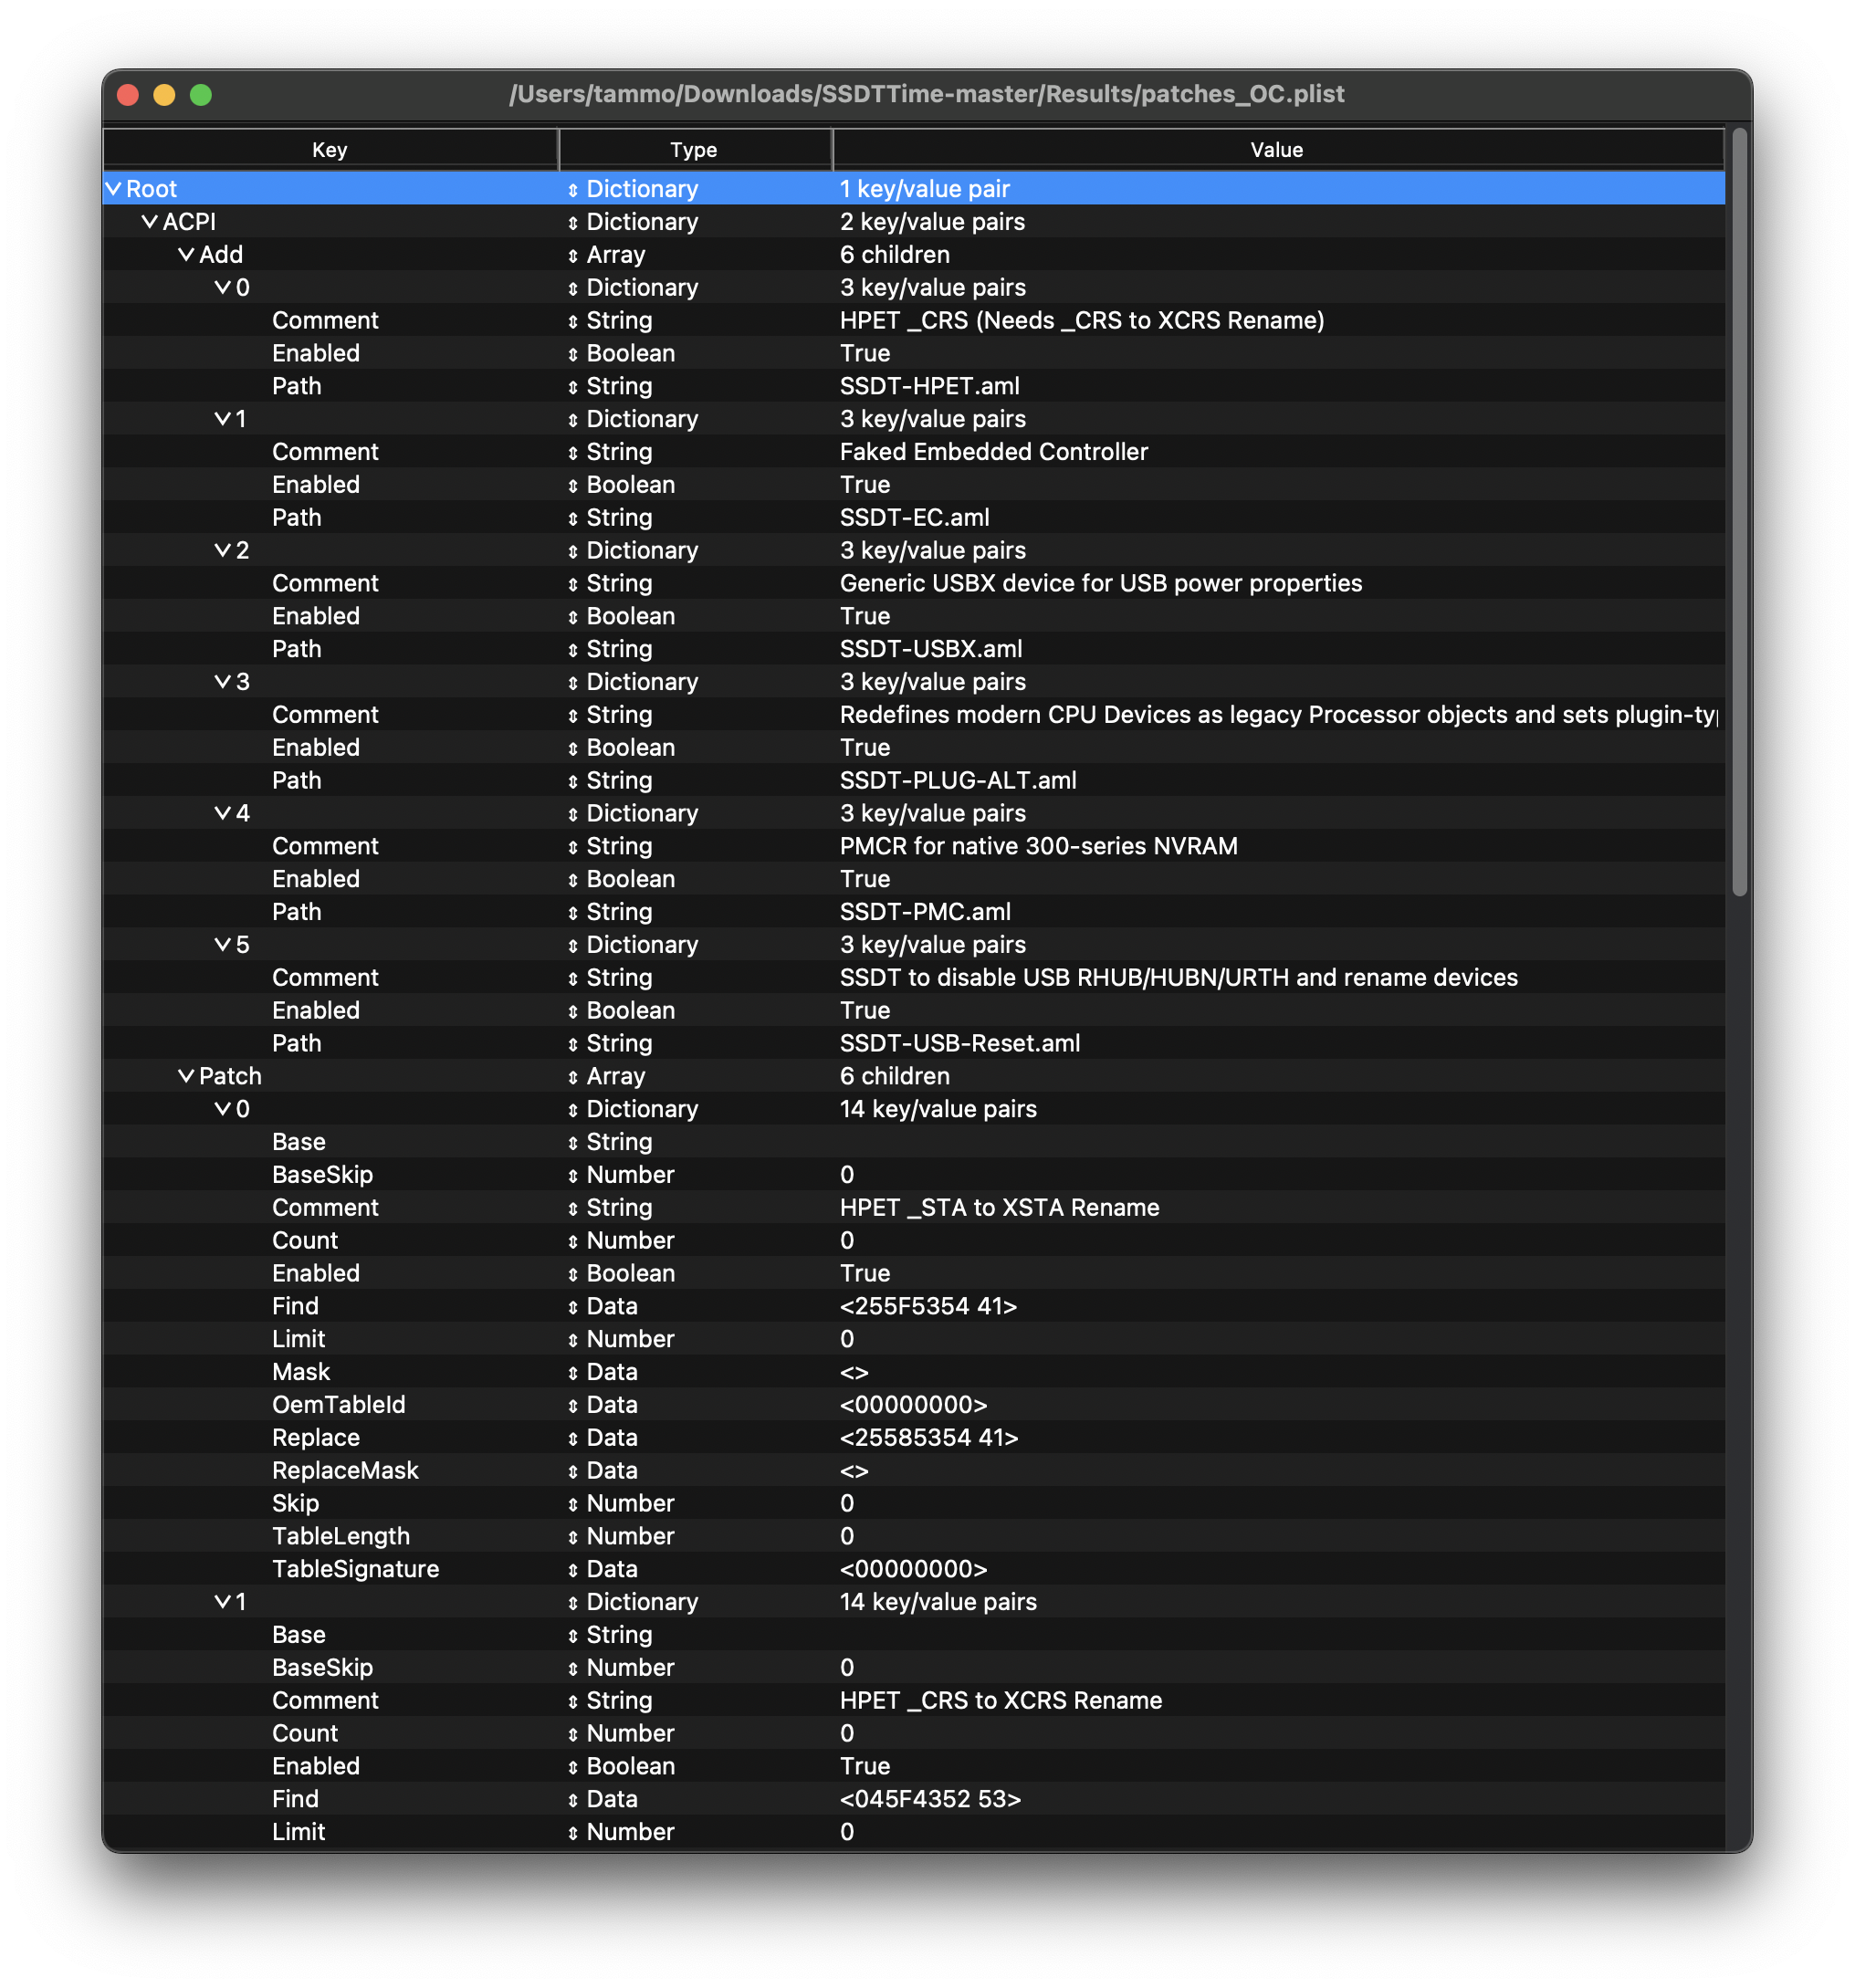 /Users/tammo/Downloads/SSDTTime-master/Results/patches_OC.plist
Key Type Value
Root Dictionary 1 key/value pair
ACPI Dictionary 2 key/value pairs
Add Array 6 children
0 Dictionary 3 key/value pairs
Comment String HPET _CRS (Needs _CRS to XCRS Rename)
Enabled Boolean True
Path String SSDT-HPET.aml
1 Dictionary 3 key/value pairs
Comment String Faked Embedded Controller
Enabled Boolean True
Path String SSDT-EC.aml
2 Dictionary 3 key/value pairs
Comment String Generic USBX device for USB power properties
Enabled Boolean True
Path String SSDT-USBX.aml
3 Dictionary 3 key/value pairs
Comment String Redefines modern CPU Devices as legacy Processor objects and sets
Enabled Boolean True
Path String SSDT-PLUG-ALT.aml
4 Dictionary 3 key/value pairs
Comment String PMCR for native 300-series NVRAM
Enabled Boolean True
Path String SSDT-PMC.aml
5 Dictionary 3 key/value pairs
Comment String SSDT to disable USB RHUB/HUBN/URTH and rename devices
Enabled Boolean True
Path String SSDT-USB-Reset.aml
Patch Array 6 children
0 Dictionary 14 key/value pairs
Base String
BaseSkip Number 0
Comment String HPET _STA to XSTA Rename
Count Number 0
Enabled Boolean True
Find Data <255F5354 41>
Limit Number 0
Mask Data <>
OemTableId Data <00000000>
Replace Data <25585354 41>
ReplaceMask Data <>
Skip Number 0
TableLength Number 0
TableSignature Data <00000000>
1 Dictionary 14 key/value pairs
Base String
BaseSkip Number 0
Comment String HPET _CRS to XCRS Rename
Count Number 0
Enabled Boolean True
Find Data <045F4352 53>
Limit Number 0